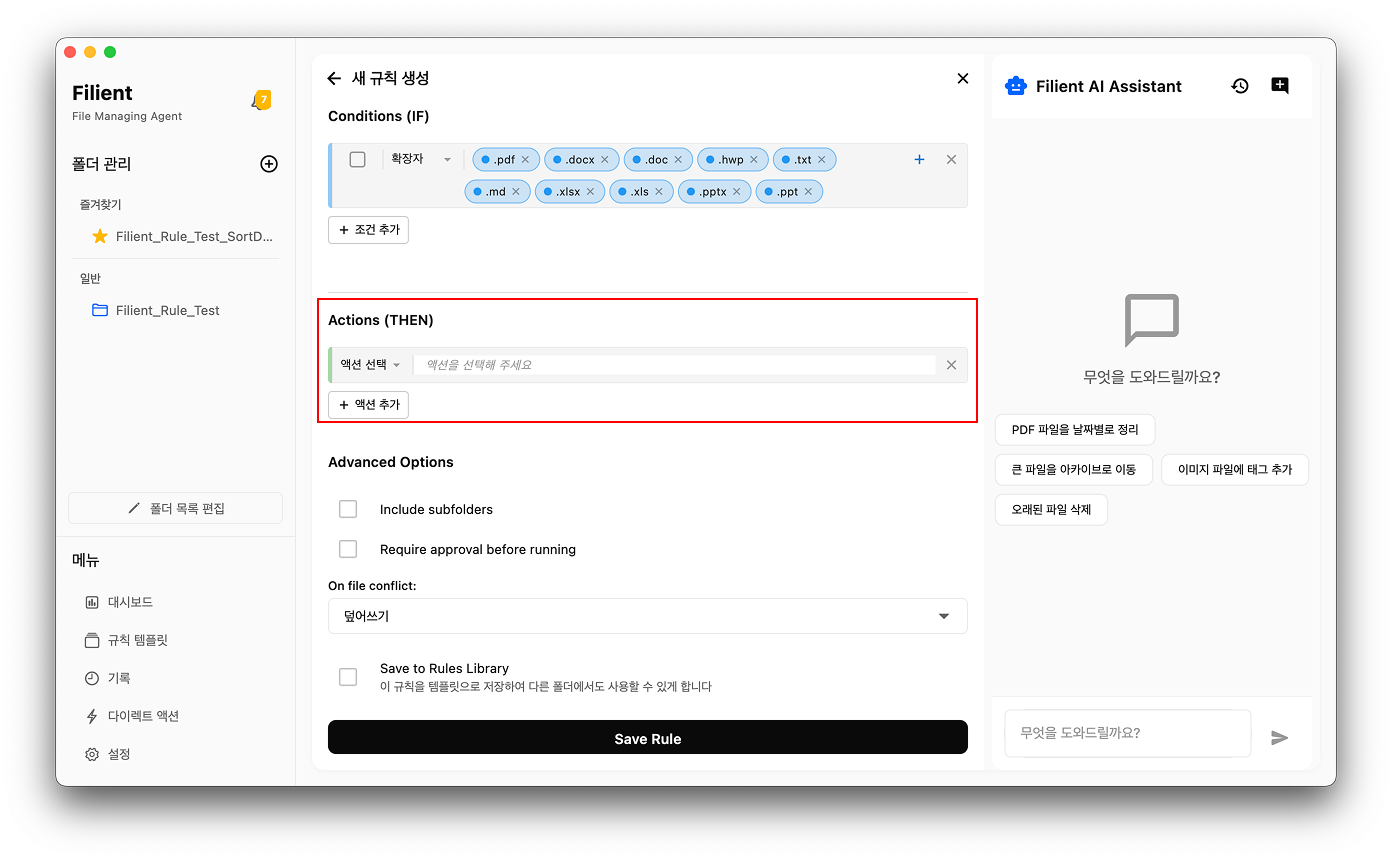 Filient
7
File Managing Agent
폴더 관리
즐겨찾기
Filient_Rule_Test_SortD...
일반
Filient_Rule_Test
폴더 목록 편집
메뉴
대시보드
규칙 템플릿
기록
다이렉트 액션
설정
새 규칙 생성
Conditions (IF)
확장자 .pdf .docx .doc .hwp .txt
.md .xlsx .xls .pptx .ppt
+ 조건 추가
Actions (THEN)
액션 선택 액션을 선택해 주세요
+ 액션 추가
Advanced Options
Include subfolders
Require approval before running
On file conflict:
덮어쓰기
Save to Rules Library
이 규칙을 템플릿으로 저장하여 다른 폴더에서도 사용할 수 있게 합니다
Save Rule
Filient AI Assistant
무엇을 도와드릴까요?
PDF 파일을 날짜별로 정리
큰 파일을 아카이브로 이동 이미지 파일에 태그 추가
오래된 파일 삭제
무엇을 도와드릴까요?